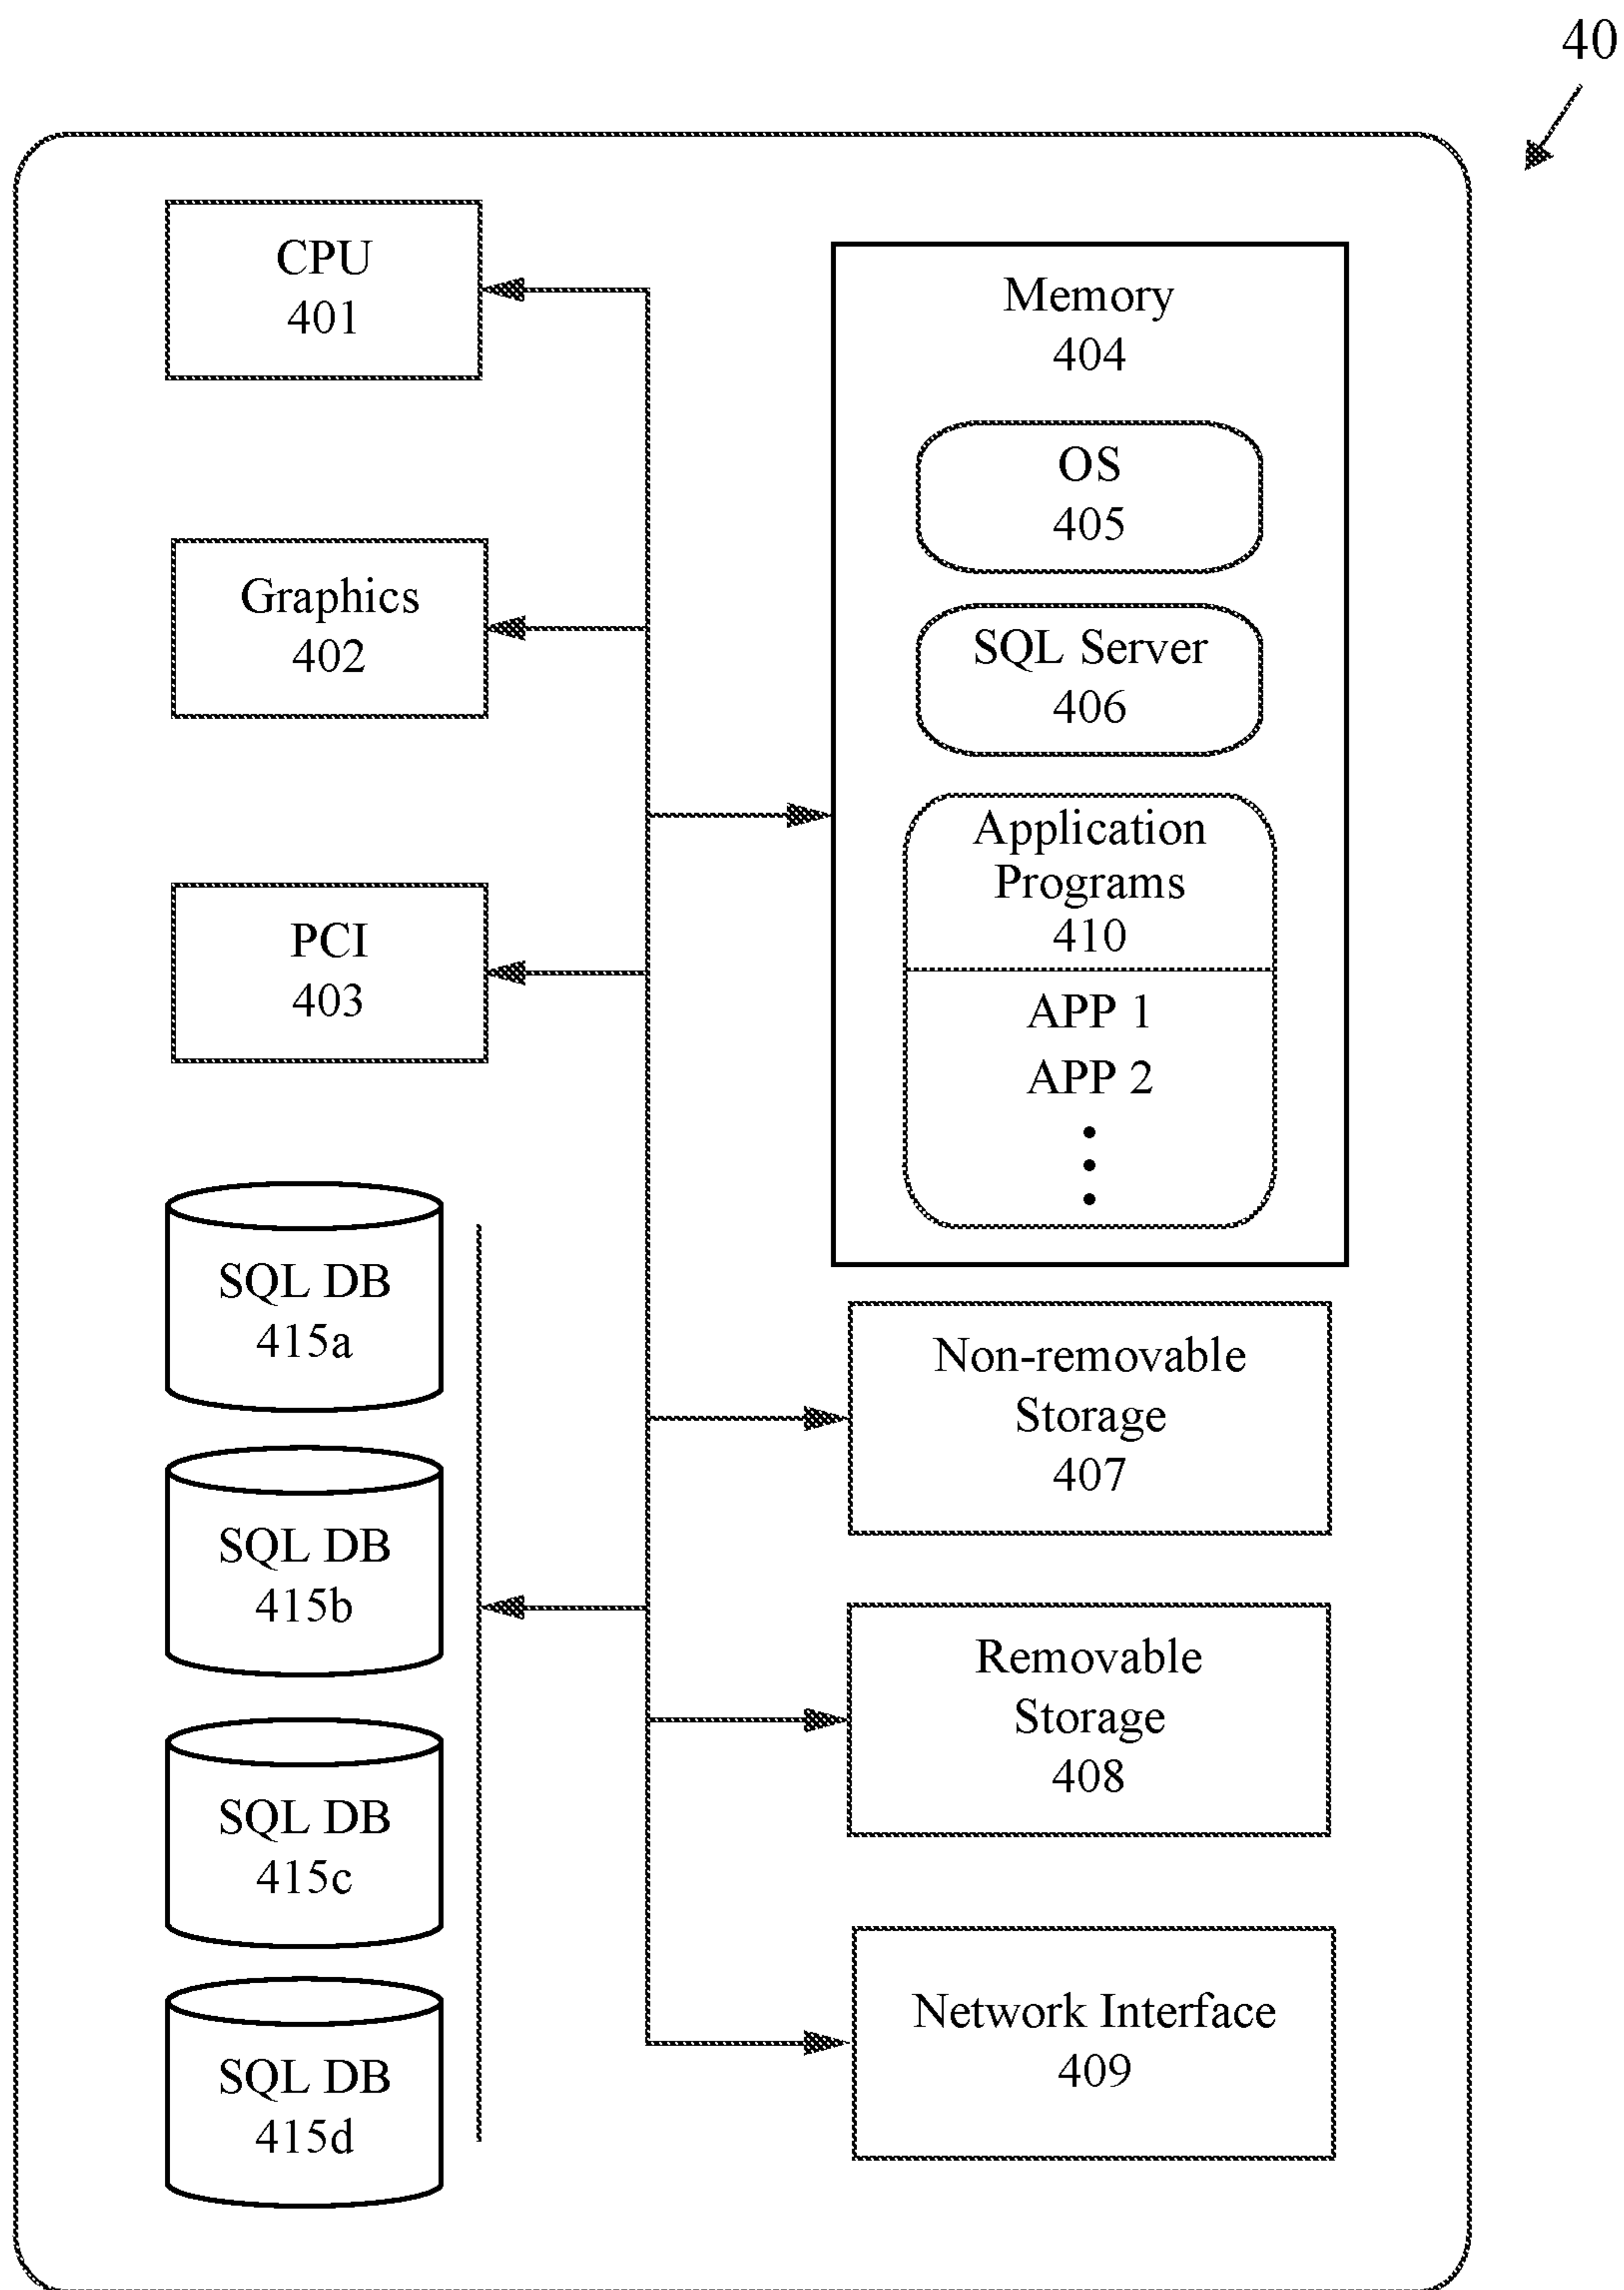 40
CPU
401
Graphics
402
PCI
403
SQL DB
415a
SQL DB
415b
SQL DB
415c
SQL DB
415d
Memory
404
OS
405
SQL Server
406
Application
Programs
410
APP 1
APP 2
Non-removable
Storage
407
Removable
Storage
408
Network Interface
409